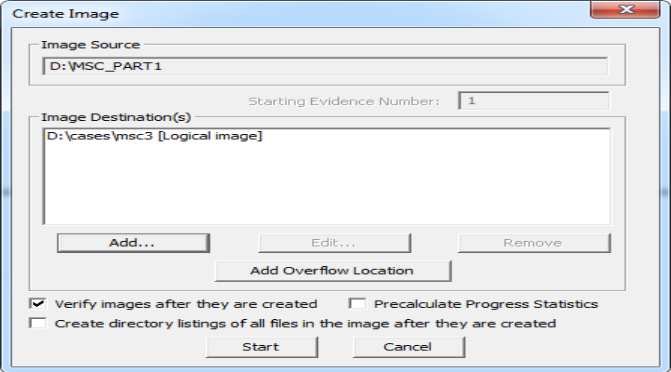 Create Image
Image Source
D:\MSC_PART1
Starting Evidence Number: 1
Image Destination(s)
D:\cases\msc3 [Logical image]
Add... Edit... Remove
Add Overflow Location
Verify images after they are created Precalculate Progress Statistics
Create directory listings of all files in the image after they are created
Start Cancel